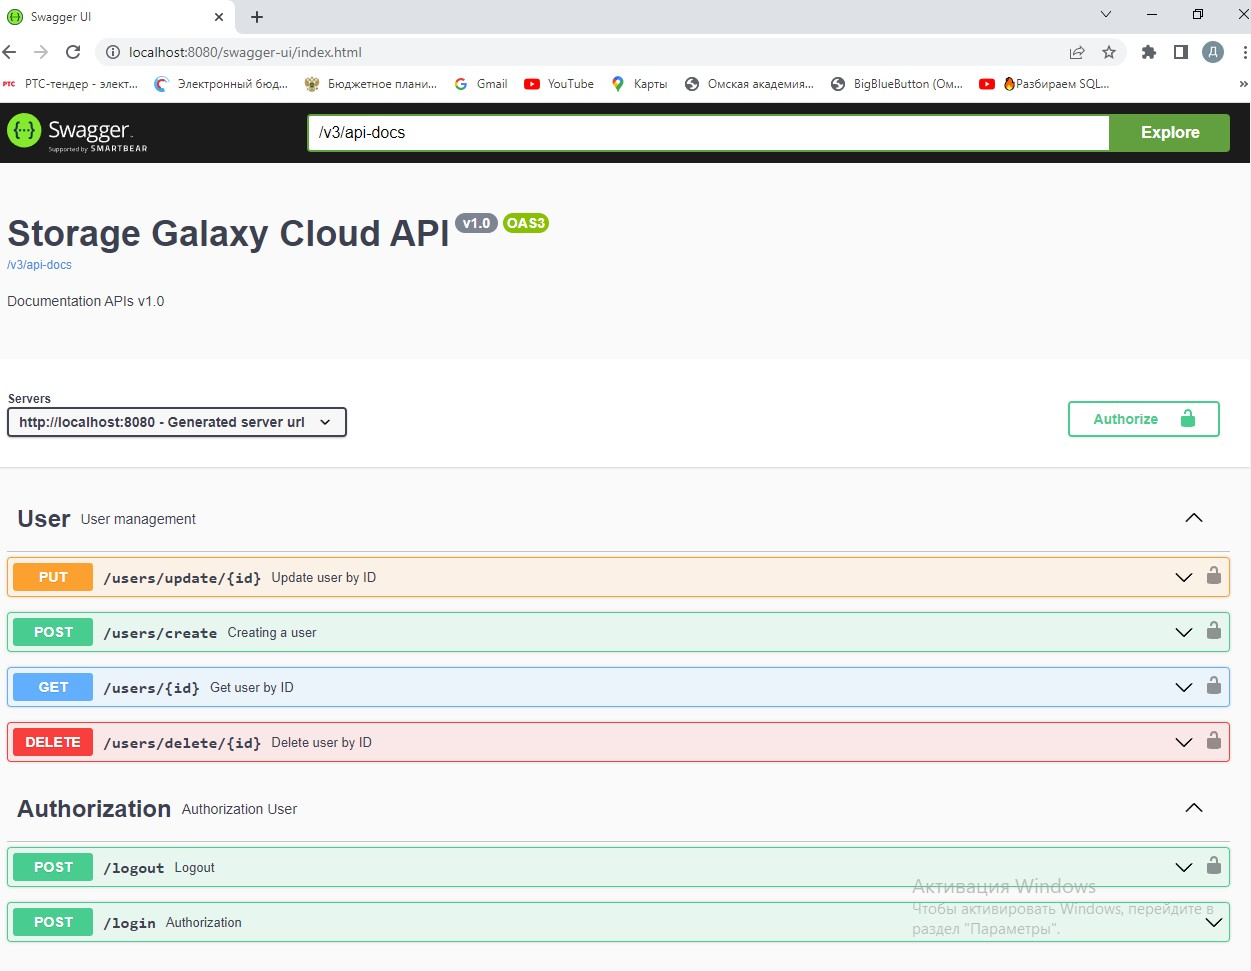 Swagger UI
localhost:8080/swagger-ui/index.html
Д
РТС РТС-тендер - элект... Электронный бюд... Бюджетное плани... Gmail YouTube Карты Омская академия... BigBlueButton (Ом... Разбираем SQL... »
Swagger.
Supported by SMARTBEAR
/v3/api-docs
Explore
Storage Galaxy Cloud API v1.0 OAS3
/v3/api-docs
Documentation APIs v1.0
Servers
http://localhost:8080 - Generated server url
Authorize
User User management
PUT /users/update/{id} Update user by ID
POST /users/create Creating a user
GET /users/{id} Get user by ID
DELETE /users/delete/{id} Delete user by ID
Authorization Authorization User
POST /logout Logout
Активация Windows
Чтобы активировать Windows, перейдите в
раздел "Параметры".
POST /login Authorization